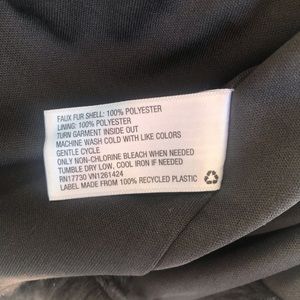 FAUX FUR SHELL: 100% POLYESTER
LINING: 100% POLYESTER
TURN GARMENT INSIDE OUT
MACHINE WASH COLD WITH LIKE COLORS
GENTLE CYCLE
ONLY NON-CHLORINE BLEACH WHEN NEEDED
TUMBLE DRY LOW, COOL IRON IF NEEDED
RN17730 VN1261424
LABEL MADE FROM 100% RECYCLED PLASTIC